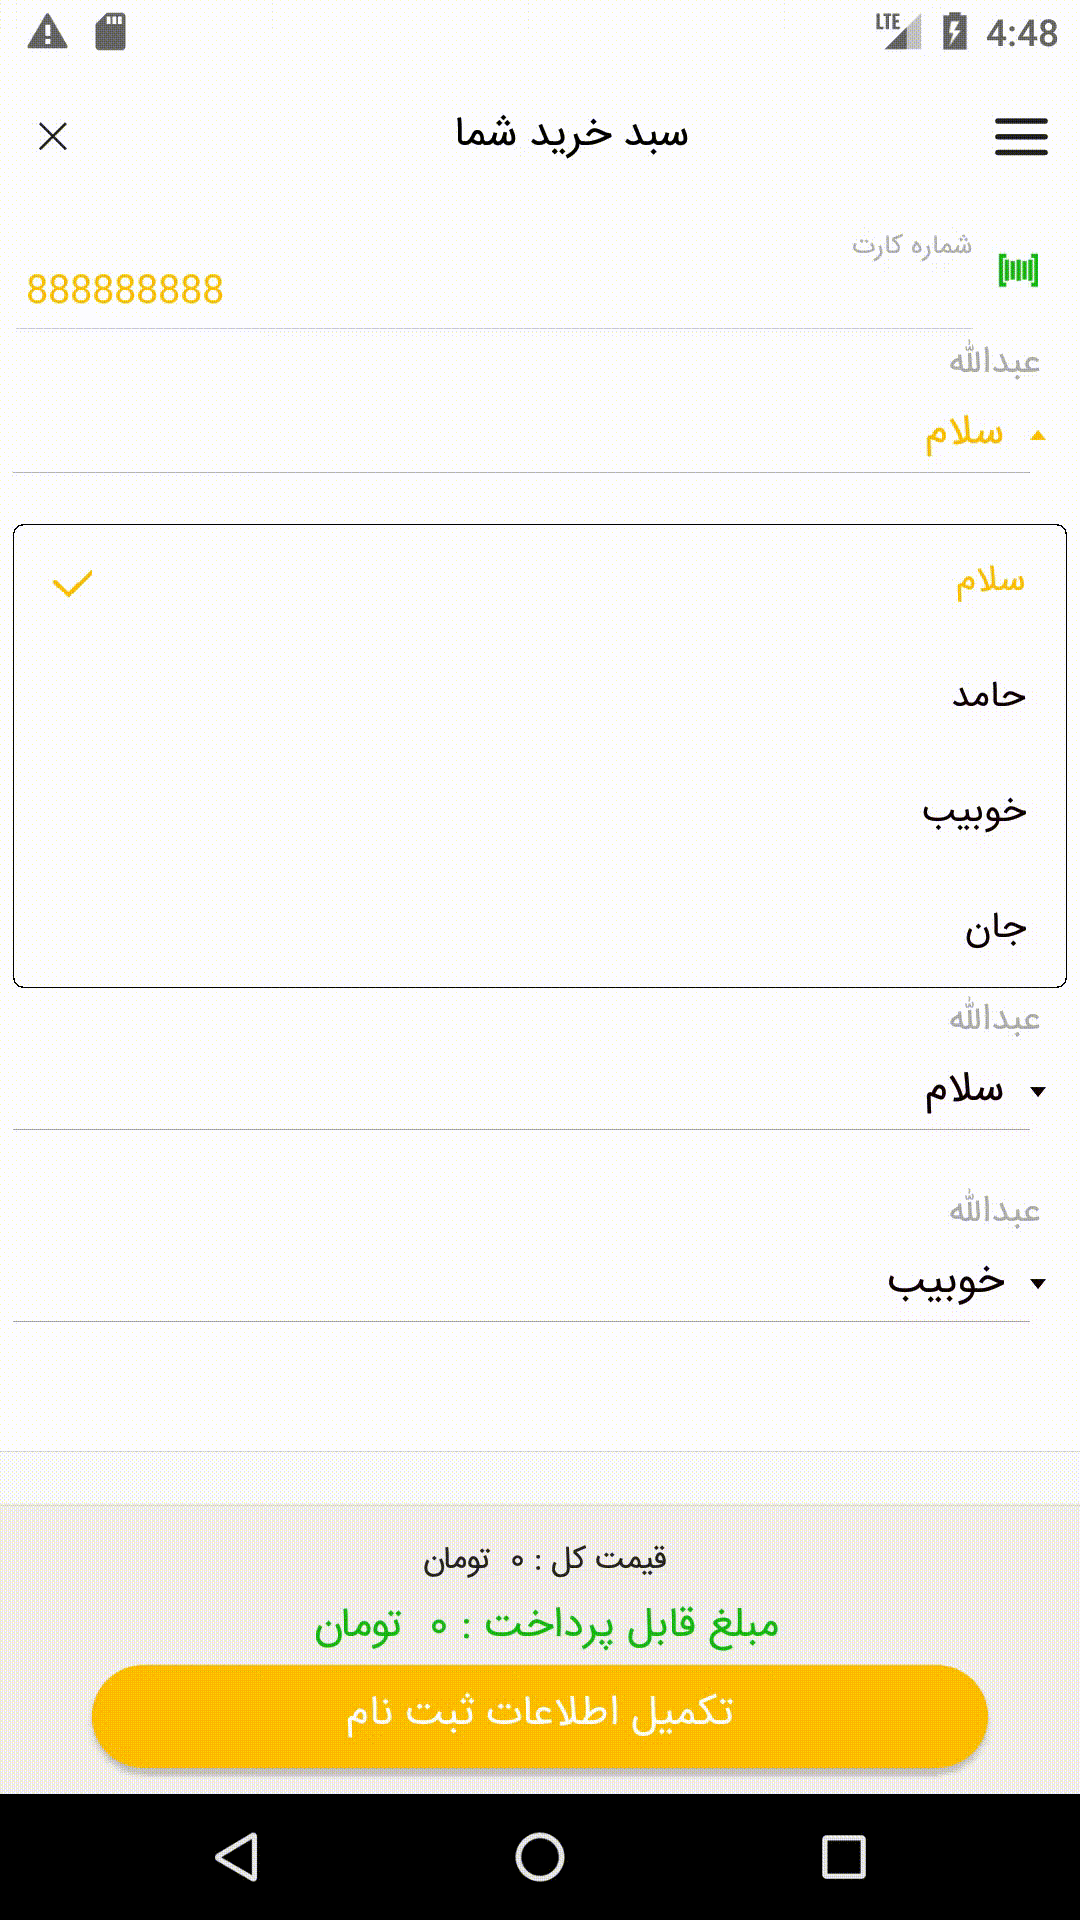 LTE 4:48
سبد خرید شما
شماره کارت
888888888
عبدالله
سلام
سلام
حامد
خوبیب
جان
عبدالله
سلام
عبدالله
خوبیب
قیمت کل : ۰ تومان
مبلغ قابل پرداخت : ۰ تومان
تکمیل اطلاعات ثبت نام